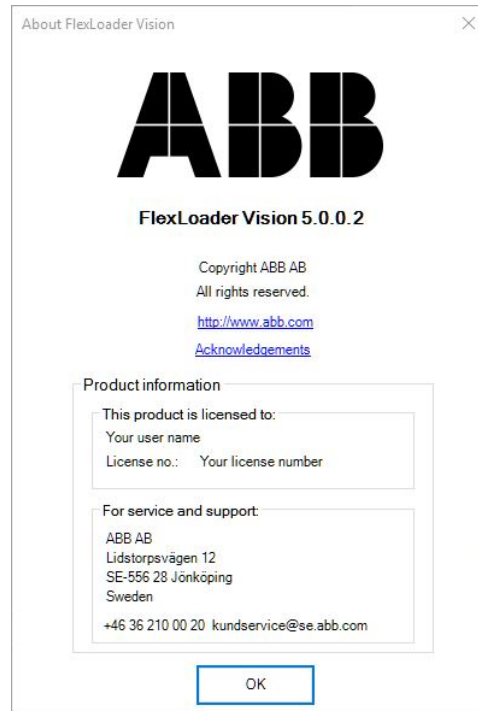 About FlexLoader Vision
ABB
FlexLoader Vision 5.0.0.2
Copyright ABB AB
All rights reserved.
http://www.abb.com
Acknowledgements
Product information
This product is licensed to:
Your user name
License no.: Your license number
For service and support:
ABB AB
Lidstorpsvägen 12
SE-556 28 Jönköping
Sweden
+46 36 210 00 20 kundservice@se.abb.com
OK